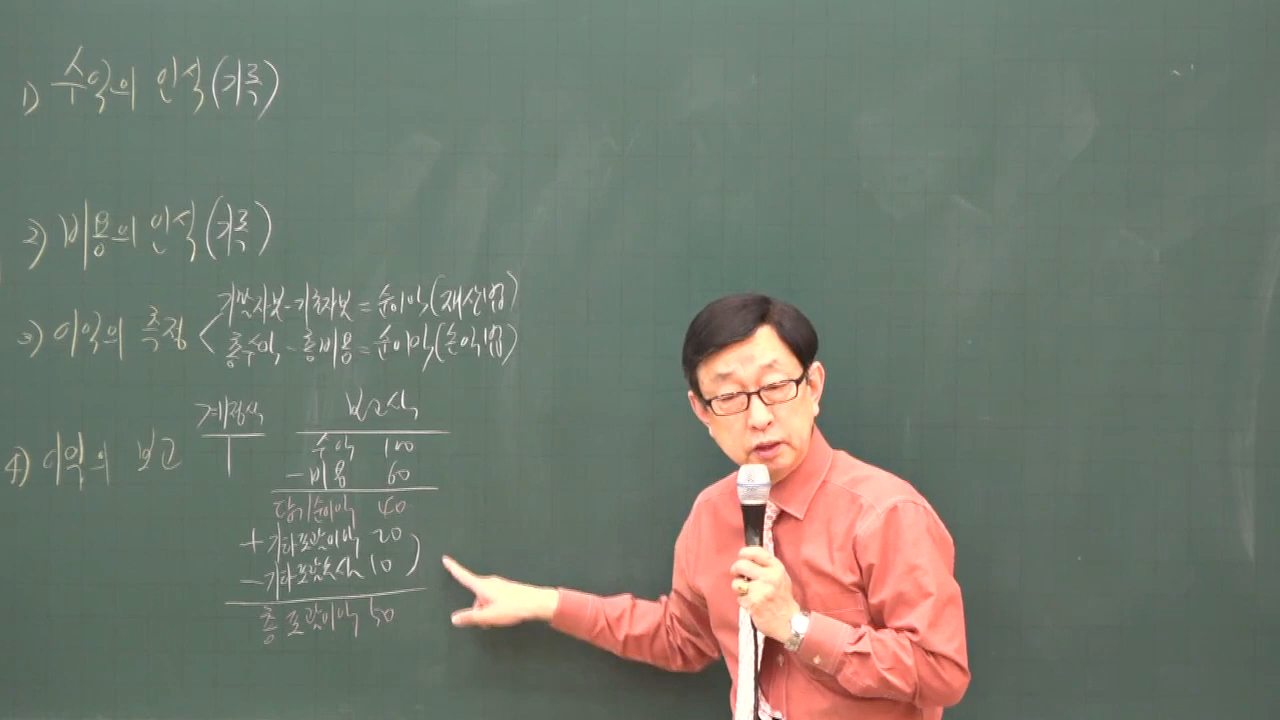 1) 수익의 인식(기록)
2) 비용의 인식(기록)
3) 이익의 측정 < 기말자본-기초자본=순이익(재산법)
총수익-총비용=순이익(손익법)
4) 이익의 보고
계정식
보고식
수익 100
-비용 60
당기순이익 40
+기타포괄이익 20
-기타포괄손실 10 )
총포괄이익 50